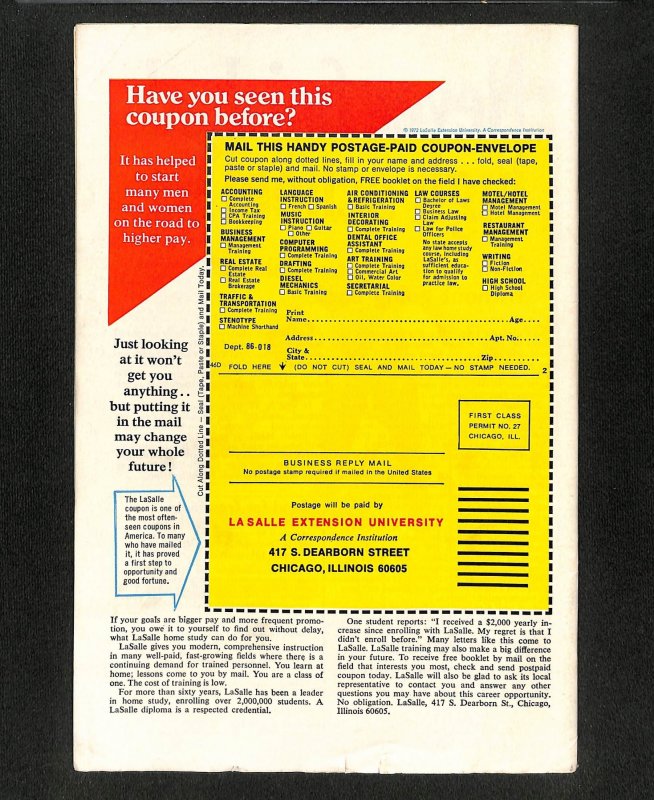 Have you seen this
coupon before?
© 1972 LaSalle Extension University, A Correspondence Institution
It has helped
to start
many men
and women
on the road to
higher pay.
Just looking
at it won't
get you
anything..
but putting it
in the mail
may change
your whole
future!
The LaSalle
coupon is one of
the most often-
seen coupons in
America. To many
who have mailed
it, it has proved
a first step to
opportunity and
good fortune.
Cut Along Dotted Line — Seal (Tape, Paste or Staple) and Mail Today.
MAIL THIS HANDY POSTAGE-PAID COUPON-ENVELOPE
Cut coupon along dotted lines, fill in your name and address . . . fold, seal (tape,
paste or staple) and mail. No stamp or envelope is necessary.
Please send me, without obligation, FREE booklet on the field I have checked:
ACCOUNTING
Complete
Accounting
Income Tax
CPA Training
Bookkeeping
BUSINESS
MANAGEMENT
Management
Training
REAL ESTATE
Complete Real
Estate
Real Estate
Brokerage
TRAFFIC &
TRANSPORTATION
Complete Training
STENOTYPE
Machine Shorthand
LANGUAGE
INSTRUCTION
French Spanish
MUSIC
INSTRUCTION
Piano Guitar
Other
COMPUTER
PROGRAMMING
Complete Training
DRAFTING
Complete Training
DIESEL
MECHANICS
Basic Training
AIR CONDITIONING
& REFRIGERATION
Basic Training
INTERIOR
DECORATING
Complete Training
DENTAL OFFICE
ASSISTANT
Complete Training
ART TRAINING
Complete Training
Commercial Art
Oil, Water Color
SECRETARIAL
Complete Training
LAW COURSES
Bachelor of Laws
Degree
Business Law
Claim Adjusting
Law
Law for Police
Officers
No state accepts
any law home study
course, including
LaSalle's, as
sufficient educa-
tion to qualify
for admission to
practice law.
MOTEL/HOTEL
MANAGEMENT
Motel Management
Hotel Management
RESTAURANT
MANAGEMENT
Management
Training
WRITING
Fiction
Non-Fiction
HIGH SCHOOL
High School
Diploma
Print
Name Age
Address Apt. No.
Dept. 86-018
City &
State Zip
46D FOLD HERE (DO NOT CUT) SEAL AND MAIL TODAY — NO STAMP NEEDED. 2
FIRST CLASS
PERMIT NO. 27
CHICAGO, ILL.
BUSINESS REPLY MAIL
No postage stamp required if mailed in the United States
Postage will be paid by
LA SALLE EXTENSION UNIVERSITY
A Correspondence Institution
417 S. DEARBORN STREET
CHICAGO, ILLINOIS 60605
If your goals are bigger pay and more frequent promo-
tion, you owe it to yourself to find out without delay,
what LaSalle home study can do for you.
LaSalle gives you modern, comprehensive instruction
in many well-paid, fast-growing fields where there is a
continuing demand for trained personnel. You learn at
home; lessons come to you by mail. You are a class of
one. The cost of training is low.
For more than sixty years, LaSalle has been a leader
in home study, enrolling over 2,000,000 students. A
LaSalle diploma is a respected credential.
One student reports: "I received a $2,000 yearly in-
crease since enrolling with LaSalle. My regret is that I
didn't enroll before." Many letters like this come to
LaSalle. LaSalle training may also make a big difference
in your future. To receive free booklet by mail on the
field that interests you most, check and send postpaid
coupon today. LaSalle will also be glad to ask its local
representative to contact you and answer any other
questions you may have about this career opportunity.
No obligation. LaSalle, 417 S. Dearborn St., Chicago,
Illinois 60605.